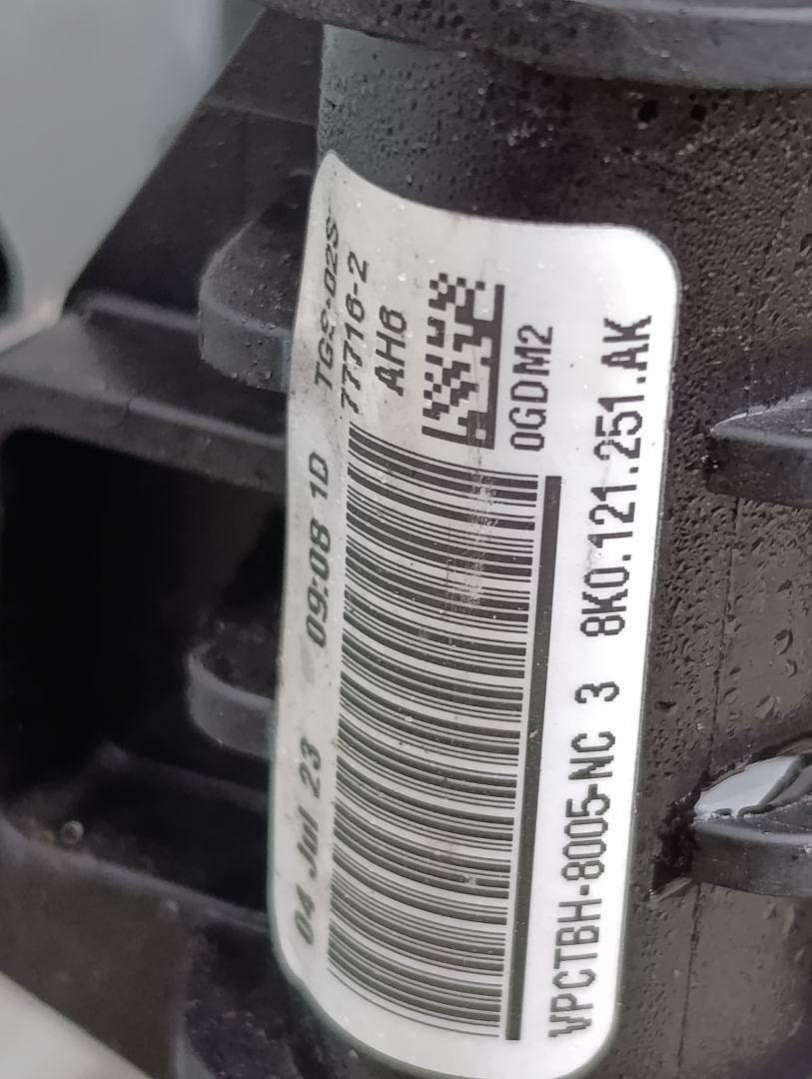 TGS-02S
77716-2
AH6
04 Jul 23 09:08 1D
0GDM2
VPCTBH-8005-NC 3 8K0.121.251.AK